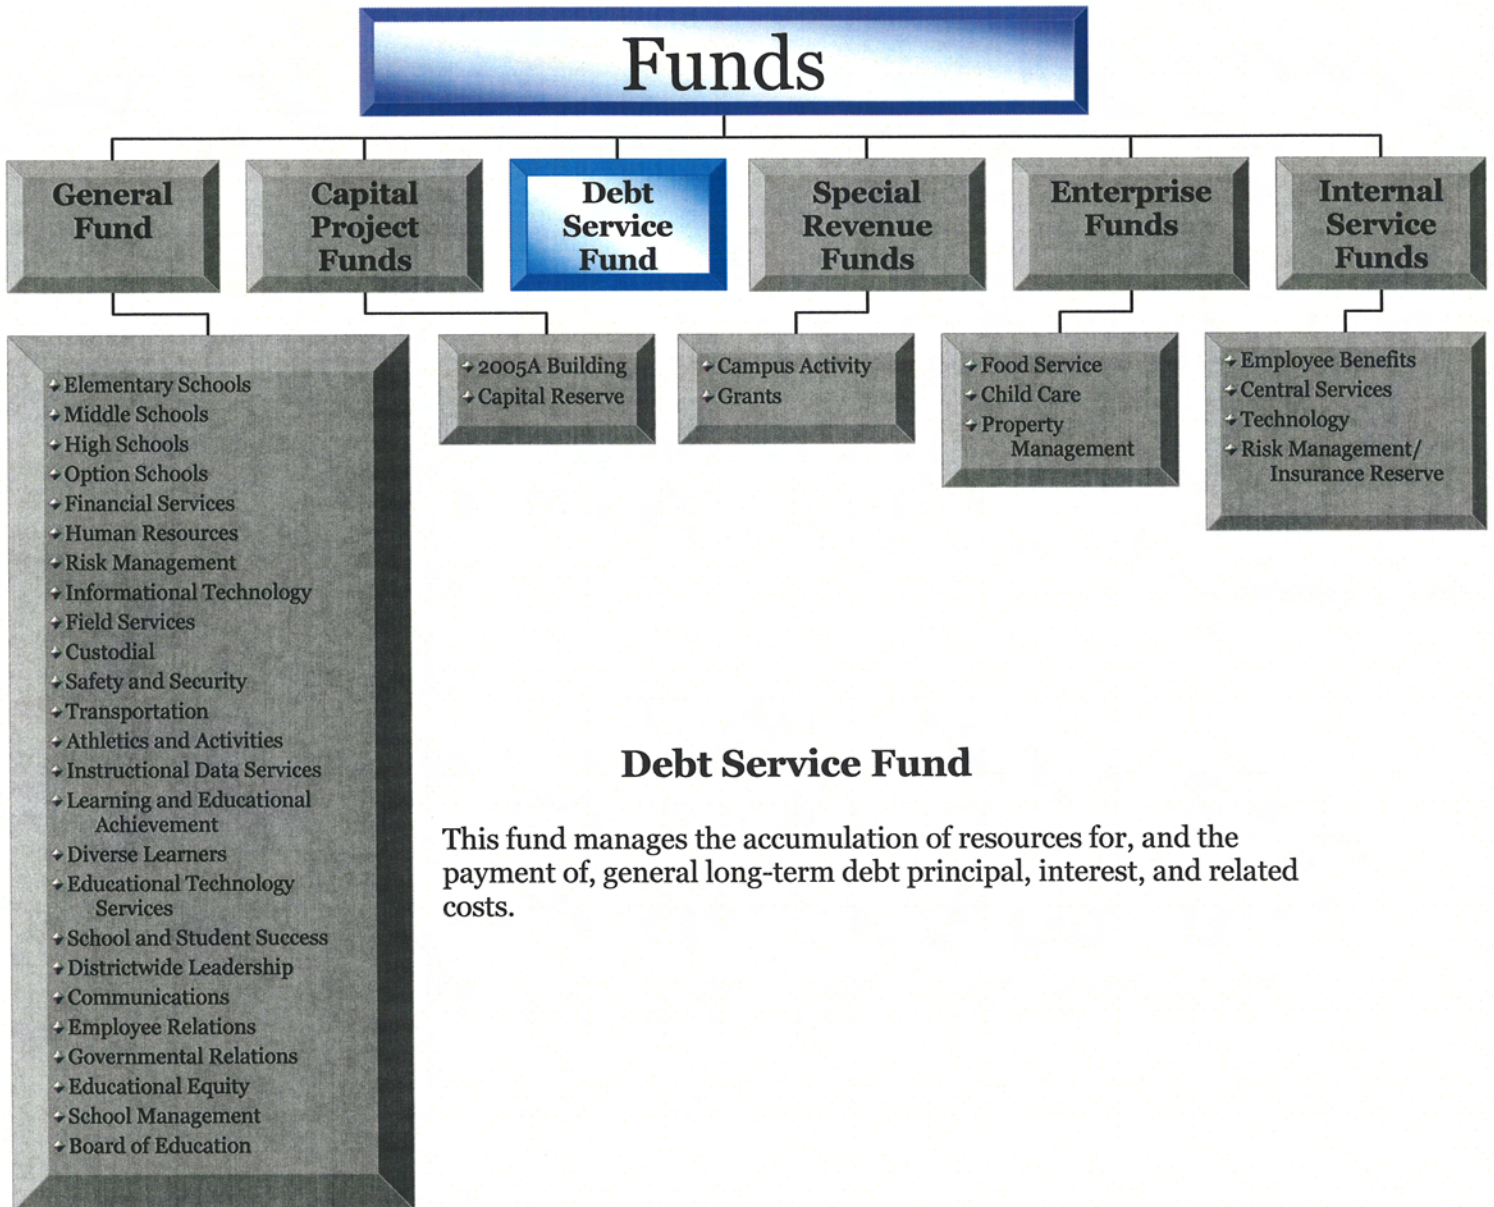 Funds
General
Fund
Capital
Project
Funds
Debt
Service
Fund
Special
Revenue
Funds
Enterprise
Funds
Internal
Service
Funds
Elementary Schools
Middle Schools
High Schools
Option Schools
Financial Services
Human Resources
Risk Management
Informational Technology
Field Services
Custodial
Safety and Security
Transportation
Athletics and Activities
Instructional Data Services
Learning and Educational
Achievement
Diverse Learners
Educational Technology
Services
School and Student Success
Districtwide Leadership
Communications
Employee Relations
Governmental Relations
Educational Equity
School Management
Board of Education
2005A Building
Capital Reserve
Campus Activity
Grants
Food Service
Child Care
Property
Management
Employee Benefits
Central Services
Technology
Risk Management/
Insurance Reserve
Debt Service Fund
This fund manages the accumulation of resources for, and the
payment of, general long-term debt principal, interest, and related
costs.